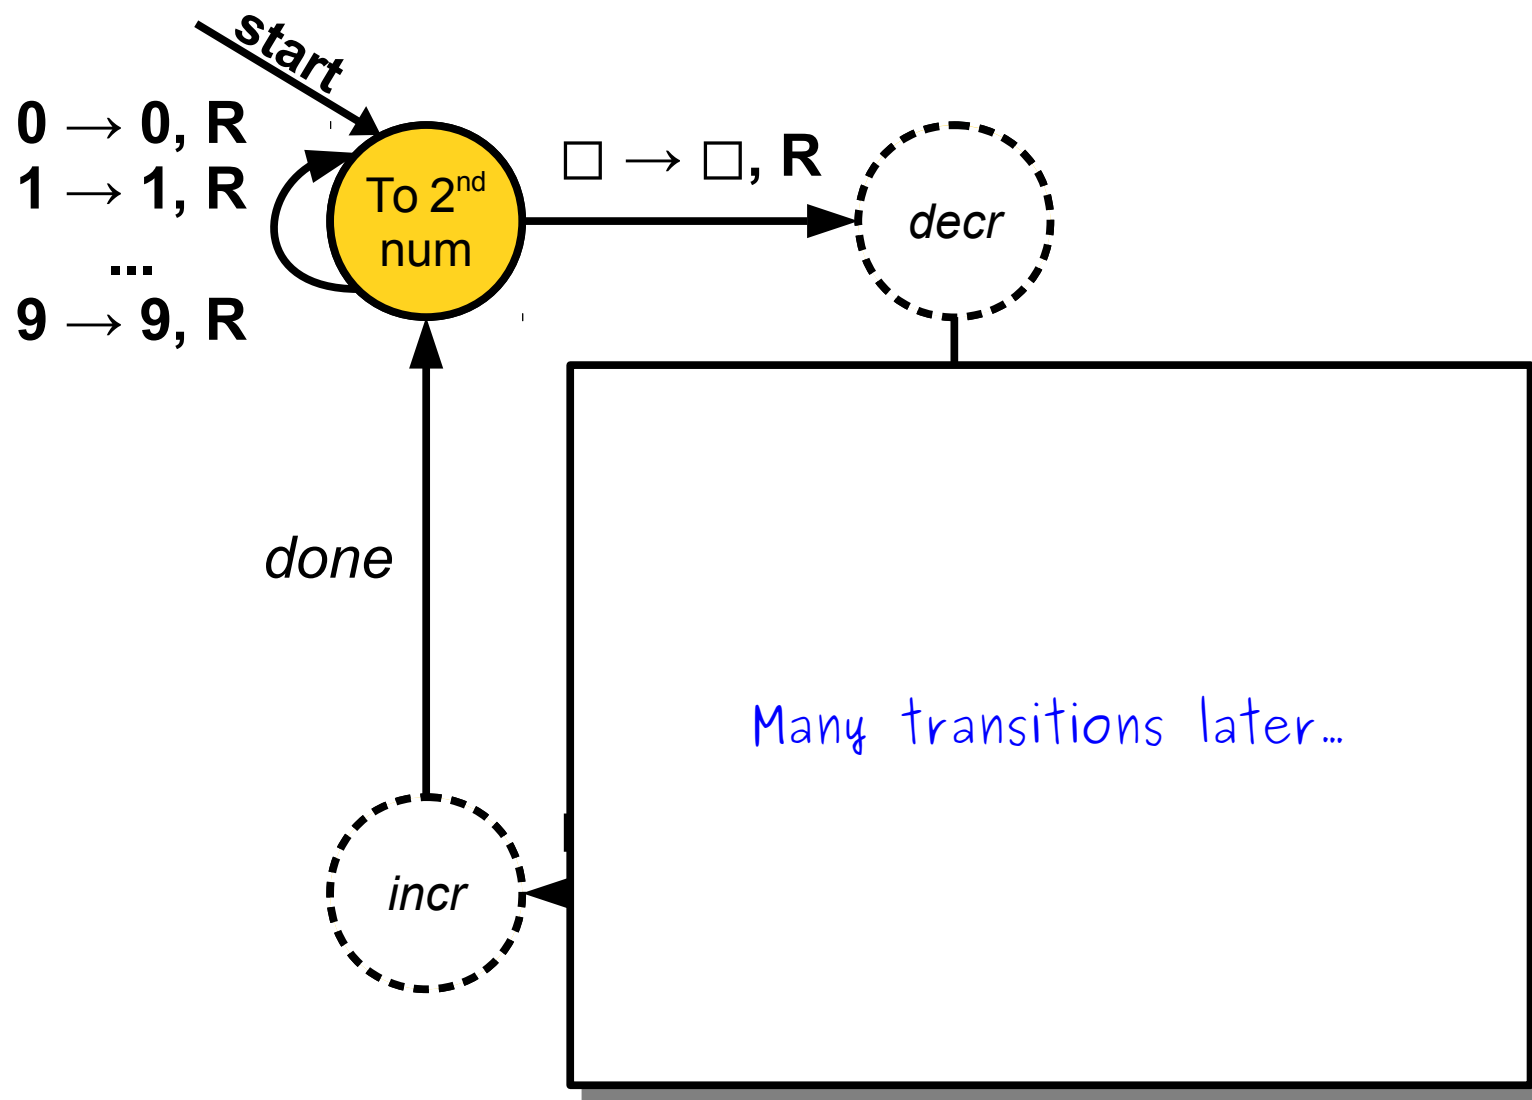 start
0 → 0, R
1 → 1, R
...
9 → 9, R
To 2nd
num
□ → □, R
decr
done
Many transitions later...
incr